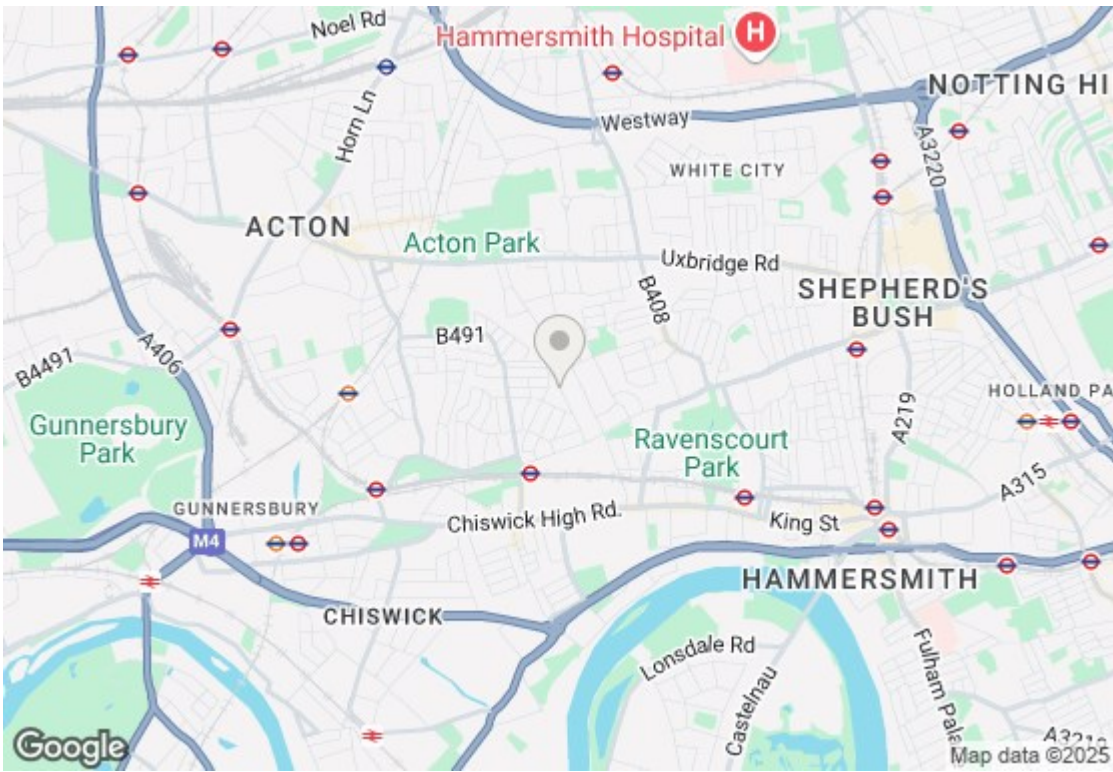 Noel Rd
Hammersmith Hospital
H
NOTTING HI
Horn Ln
Westway
A3220
WHITE CITY
ACTON
Acton Park
Uxbridge Rd
B408
SHEPHERD'S
BUSH
B491
A406
B4491
HOLLAND PA
A219
Gunnersbury
Park
Ravenscourt
Park
A315
GUNNERSBURY
Chiswick High Rd.
King St
M4
HAMMERSMITH
CHISWICK
Lonsdale Rd
Castelnau
Fulham Pala
A3219
Google
Map data ©2025